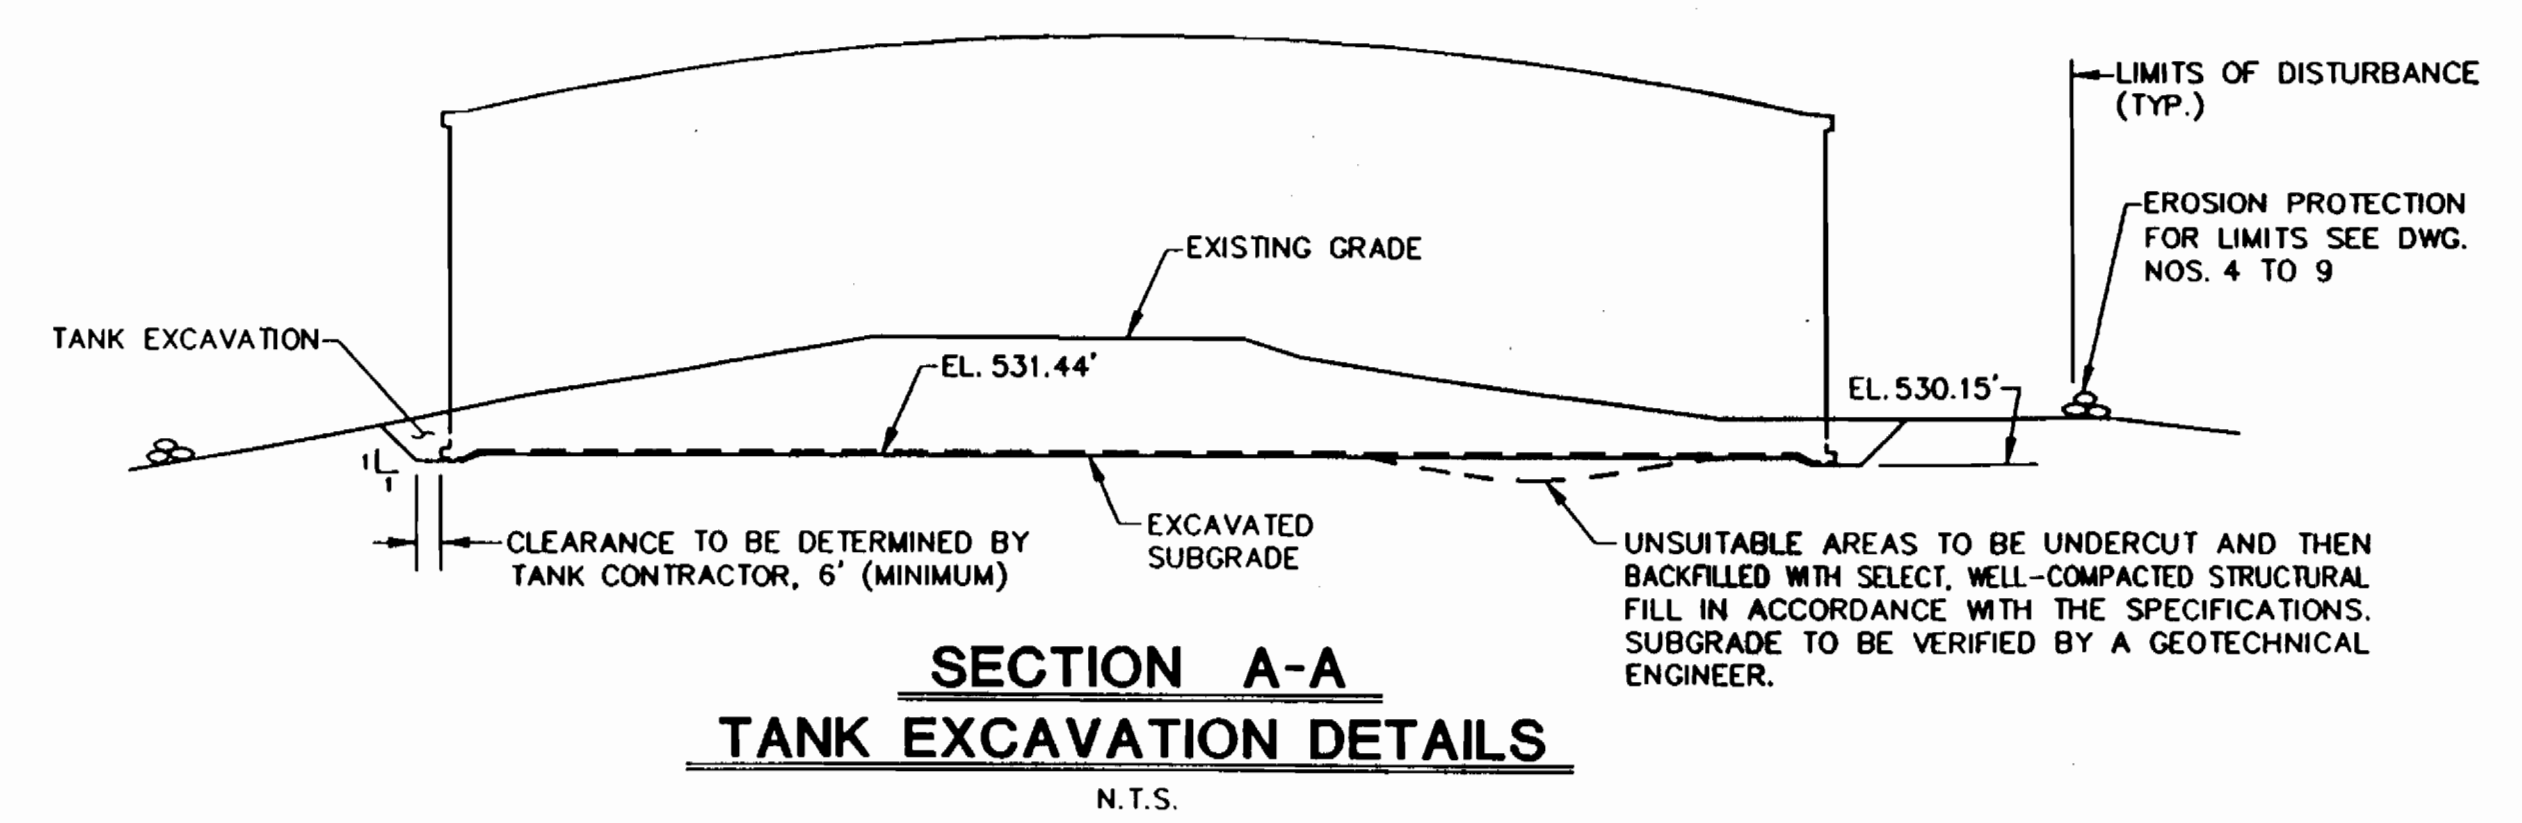 LIMITS OF DISTURBANCE
(TYP.)
EROSION PROTECTION
FOR LIMITS SEE DWG.
NOS. 4 TO 9
EXISTING GRADE
TANK EXCAVATION
EL. 531.44'
EL. 530.15'
1
1
CLEARANCE TO BE DETERMINED BY
TANK CONTRACTOR, 6' (MINIMUM)
EXCAVATED
SUBGRADE
UNSUITABLE AREAS TO BE UNDERCUT AND THEN
BACKFILLED WITH SELECT, WELL-COMPACTED STRUCTURAL
FILL IN ACCORDANCE WITH THE SPECIFICATIONS.
SUBGRADE TO BE VERIFIED BY A GEOTECHNICAL
ENGINEER.
SECTION A-A
TANK EXCAVATION DETAILS
N.T.S.